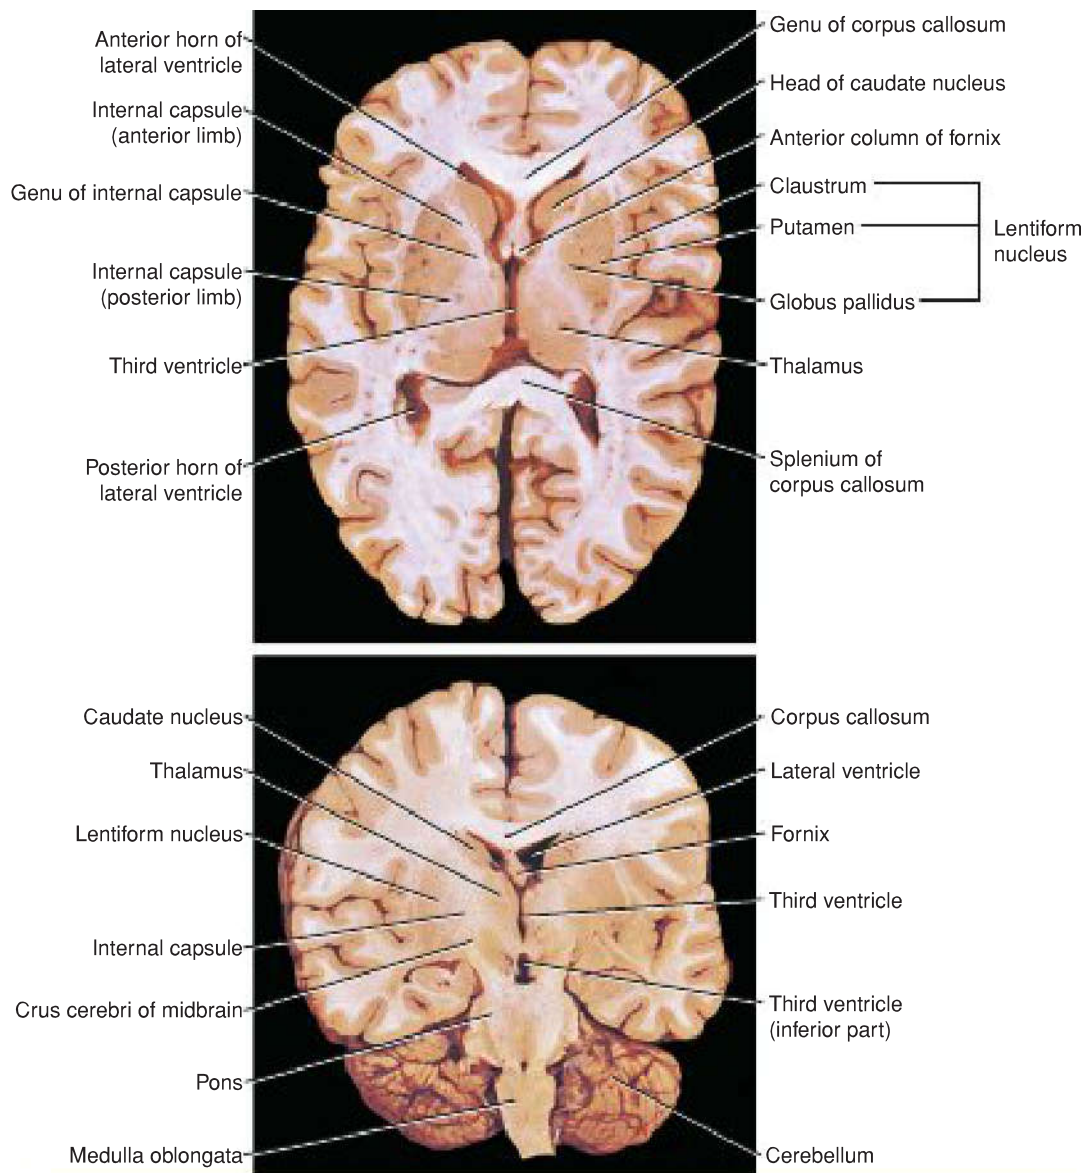 Anterior horn of
lateral ventricle
Internal capsule
(anterior limb)
Genu of internal capsule
Internal capsule
(posterior limb)
Third ventricle
Posterior horn of
lateral ventricle
Genu of corpus callosum
Head of caudate nucleus
Anterior column of fornix
Claustrum
Putamen
Globus pallidus
Lentiform
nucleus
Thalamus
Splenium of
corpus callosum
Caudate nucleus
Thalamus
Lentiform nucleus
Internal capsule
Crus cerebri of midbrain
Pons
Medulla oblongata
Corpus callosum
Lateral ventricle
Fornix
Third ventricle
Third ventricle
(inferior part)
Cerebellum